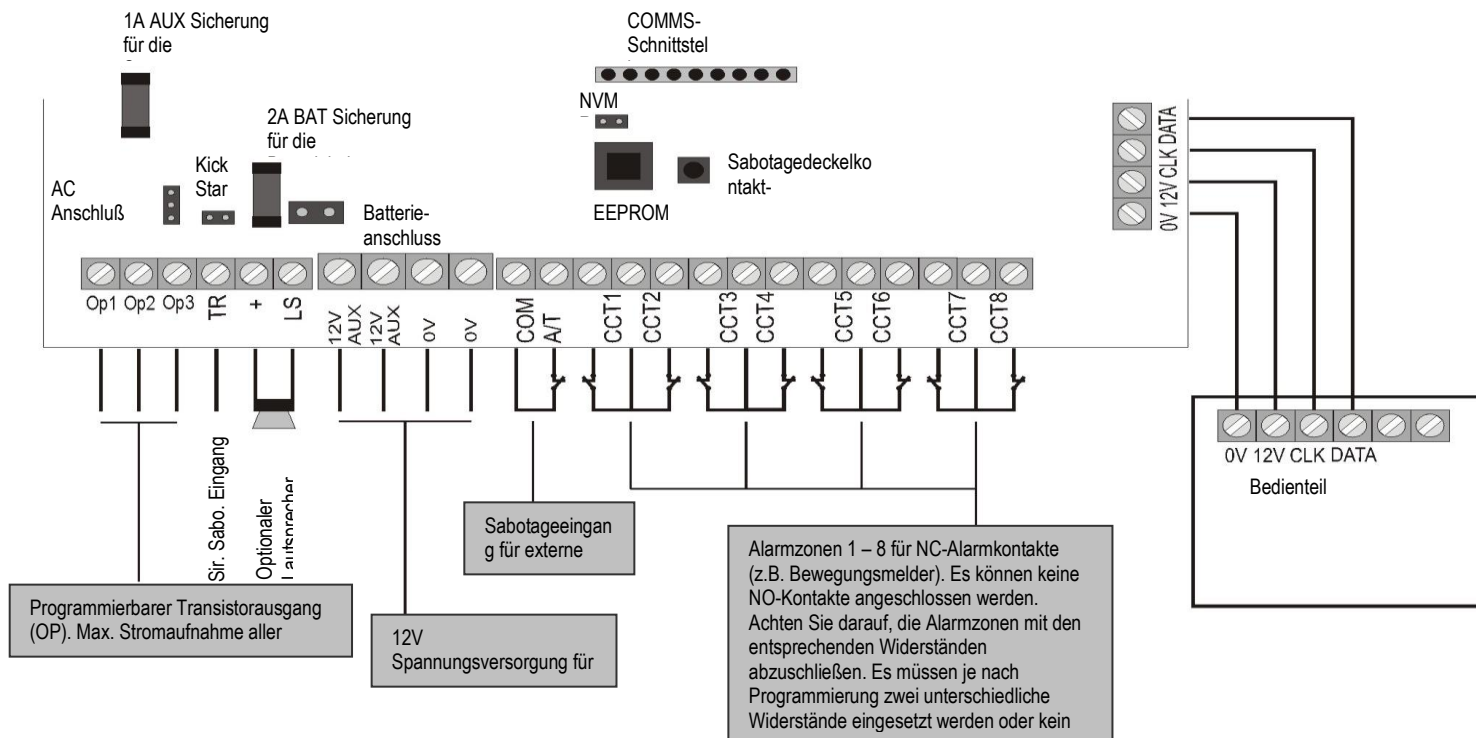 1A AUX Sicherung
für die
COMMS-
Schnittstel
NVM
2A BAT Sicherung
für die
Kick
Star
AC
Anschluß
Batterie-
anschluss
EEPROM
Sabotagedeckelko
ntakt-
0V 12V CLK DATA
Op1 Op2 Op3 TR + LS
12V AUX
12V AUX
0V
0V
COM
A/T
CCT1
CCT2
CCT3
CCT4
CCT5
CCT6
CCT7
CCT8
0V 12V CLK DATA
Bedienteil
Sir. Sabo. Eingang
Optionaler
Lautsprecher
Programmierbarer Transistorausgang
(OP). Max. Stromaufnahme aller
12V
Spannungsversorgung für
Sabotageeingan
g für externe
Alarmzonen 1 – 8 für NC-Alarmkontakte
(z.B. Bewegungsmelder). Es können keine
NO-Kontakte angeschlossen werden.
Achten Sie darauf, die Alarmzonen mit den
entsprechenden Widerständen
abzuschließen. Es müssen je nach
Programmierung zwei unterschiedliche
Widerstände eingesetzt werden oder kein